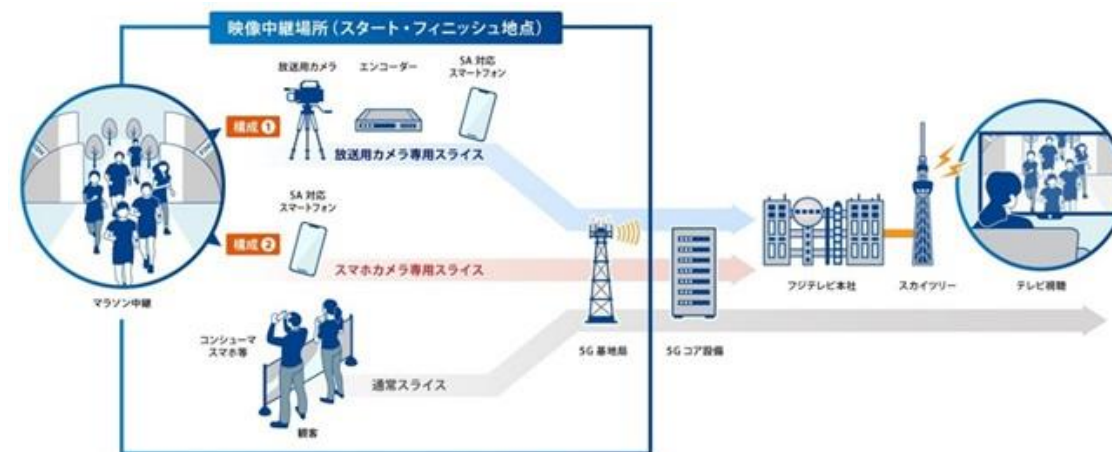 映像中継場所（スタート・フィニッシュ地点）
放送用カメラ
エンコーダー
SA 対応
スマートフォン
構成1
放送用カメラ専用スライス
SA 対応
スマートフォン
構成2
スマホカメラ専用スライス
マラソン中継
コンシューマ
スマホ等
通常スライス
観客
5G 基地局
5G コア設備
フジテレビ本社
スカイツリー
テレビ視聴